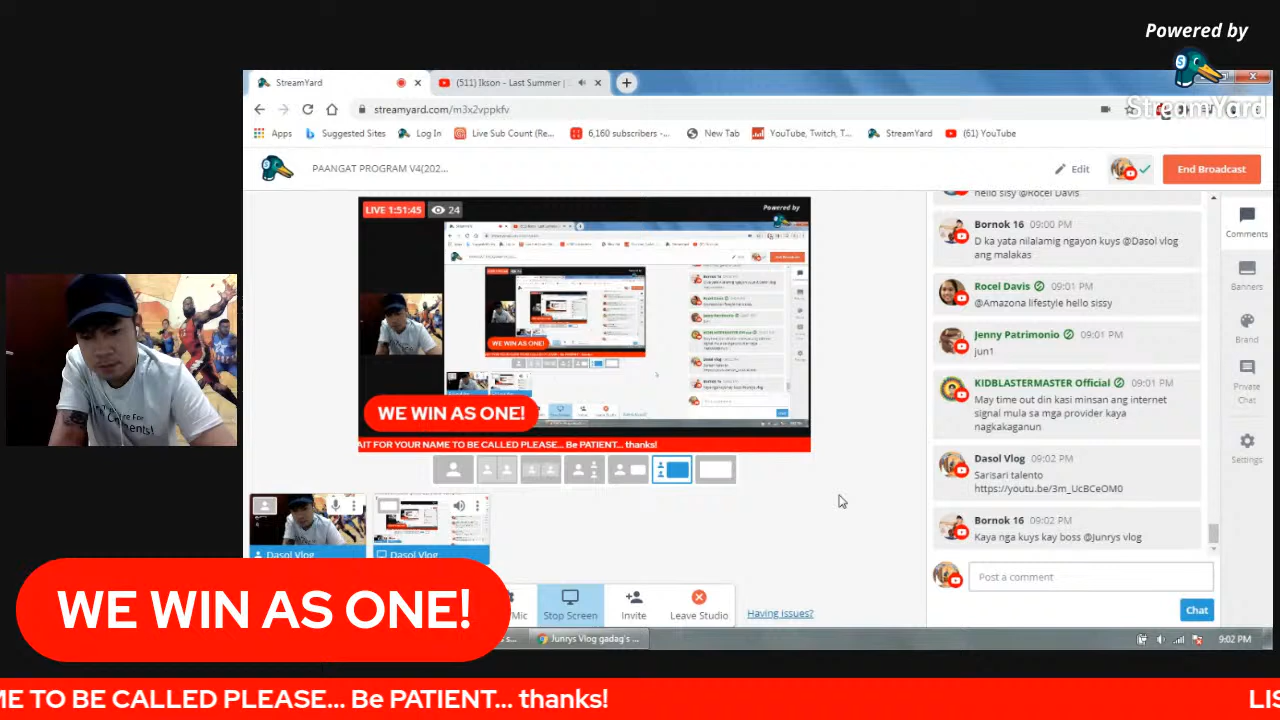 Powered by
StreamYard
StreamYard
(511) Ikson - Last Summer |
streamyard.com/m3x2vppkfv
Apps
Suggested Sites
Log In
Live Sub Count (Re...
6,160 subscribers -...
New Tab
YouTube, Twitch, T...
StreamYard
(61) YouTube
PAANGAT PROGRAM V4(202...
Edit
End Broadcast
LIVE 1:51:45
24
Powered by
WE WIN AS ONE!
WE WIN AS ONE!
AIT FOR YOUR NAME TO BE CALLED PLEASE... Be PATIENT... thanks!
hello sisy @Rocel Davis
Bornok 16 09:00 PM
D ka yata nilalamig ngayon kuys @Dasol vlog
ang malakas
Rocel Davis 09:01 PM
@Amazona lifestyle hello sissy
Jenny Patrimonio 09:01 PM
jun1
KIDBLASTERMASTER Official 09:01 PM
May time out din kasi minsan ang internet
signal mula sa mga provider kaya
nagkakaganun
Dasol Vlog 09:02 PM
Sarisari talento
https://youtu.be/3m_UcBCeOM0
Bornok 16 09:02 PM
Kaya nga kuys kay boss @Junrys vlog
Post a comment
Chat
Comments
Banners
Brand
Private
Chat
Settings
Dasol Vlog
Dasol Vlog
Mic
Stop Screen
Invite
Leave Studio
Having issues?
Junrys Vlog gadag's ...
9:02 PM
WE WIN AS ONE!
ME TO BE CALLED PLEASE... Be PATIENT... thanks!
LIS